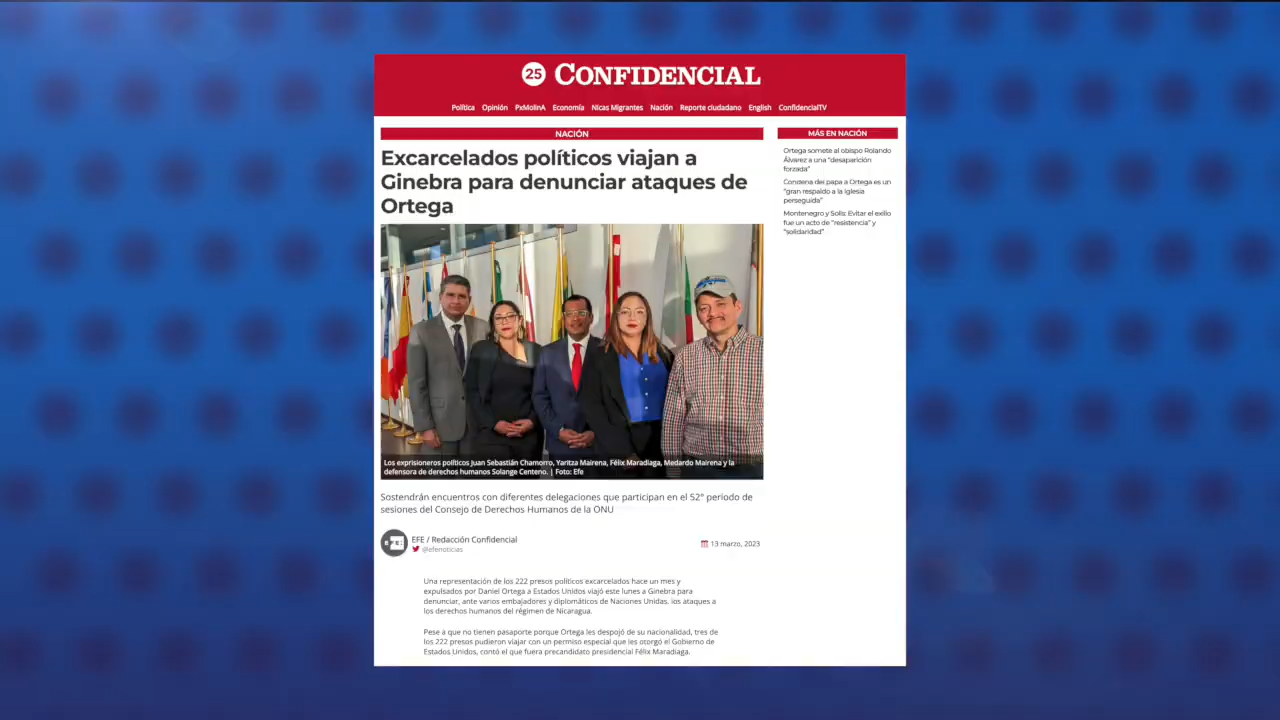 25 CONFIDENCIAL
Política Opinión PxMolinA Economía Nicas Migrantes Nación Reporte ciudadano English ConfidencialTV
NACIÓN
Excarcelados políticos viajan a
Ginebra para denunciar ataques de
Ortega
Los exprisioneros políticos Juan Sebastián Chamorro, Yaritza Mairena, Félix Maradiaga, Medardo Mairena y la
defensora de derechos humanos Solange Centeno. | Foto: Efe
Sostendrán encuentros con diferentes delegaciones que participan en el 52° periodo de
sesiones del Consejo de Derechos Humanos de la ONU
EFE:
EFE / Redacción Confidencial
@efenoticias
13 marzo, 2023
Una representación de los 222 presos políticos excarcelados hace un mes y
expulsados por Daniel Ortega a Estados Unidos viajó este lunes a Ginebra para
denunciar, ante varios embajadores y diplomáticos de Naciones Unidas, los ataques a
los derechos humanos del régimen de Nicaragua.
Pese a que no tienen pasaporte porque Ortega les despojó de su nacionalidad, tres de
los 222 presos pudieron viajar con un permiso especial que les otorgó el Gobierno de
Estados Unidos, contó el que fuera precandidato presidencial Félix Maradiaga.
MÁS EN NACIÓN
Ortega somete al obispo Rolando
Álvarez a una "desaparición
forzada"
Condena del papa a Ortega es un
"gran respaldo a la iglesia
perseguida"
Montenegro y Solís: Evitar el exilio
fue un acto de "resistencia" y
"solidaridad"